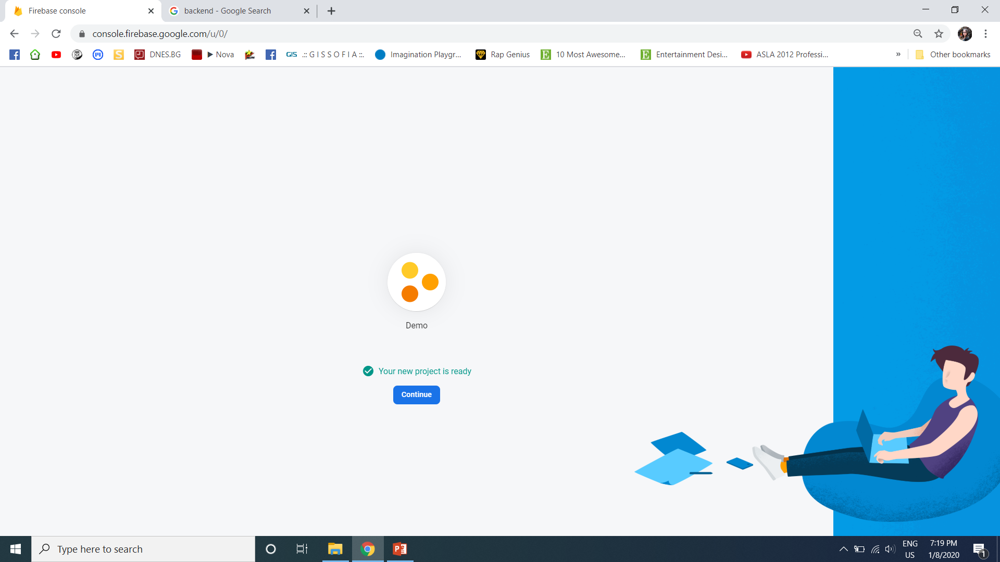 Firebase console
backend - Google Search
console.firebase.google.com/u/0/
DNES.BG
► Nova
GIS
.:: G I S S O F I A ::.
Imagination Playgr...
Rap Genius
E
10 Most Awesome...
E
Entertainment Desi...
ASLA 2012 Professi...
»
Other bookmarks
Demo
Your new project is ready
Continue
Type here to search
ENG
US
7:19 PM
1/8/2020
1